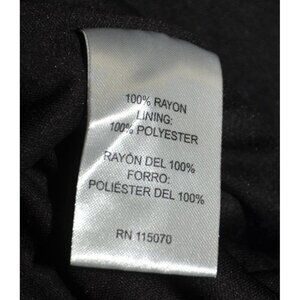 100% RAYON
LINING:
100% POLYESTER
RAYÓN DEL 100%
FORRO:
POLIÉSTER DEL 100%
RN 115070